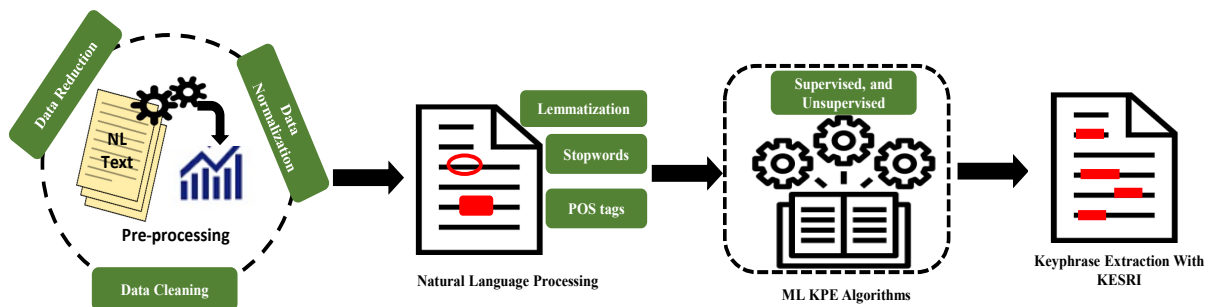 Data Reduction
Data
Normalization
NL
Text
Pre-processing
Data Cleaning
Lemmatization
Stopwords
POS tags
Natural Language Processing
Supervised, and
Unsupervised
ML KPE Algorithms
Keyphrase Extraction With
KESRI